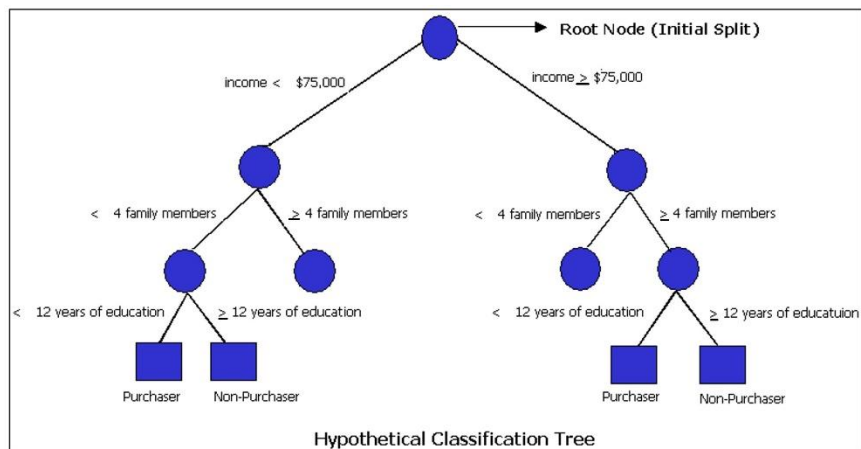 Root Node (Initial Split)
income < $75,000
income ≥ $75,000
< 4 family members
≥ 4 family members
< 4 family members
≥ 4 family members
< 12 years of education
≥ 12 years of education
< 12 years of education
≥ 12 years of educatuion
Purchaser
Non-Purchaser
Purchaser
Non-Purchaser
Hypothetical Classification Tree